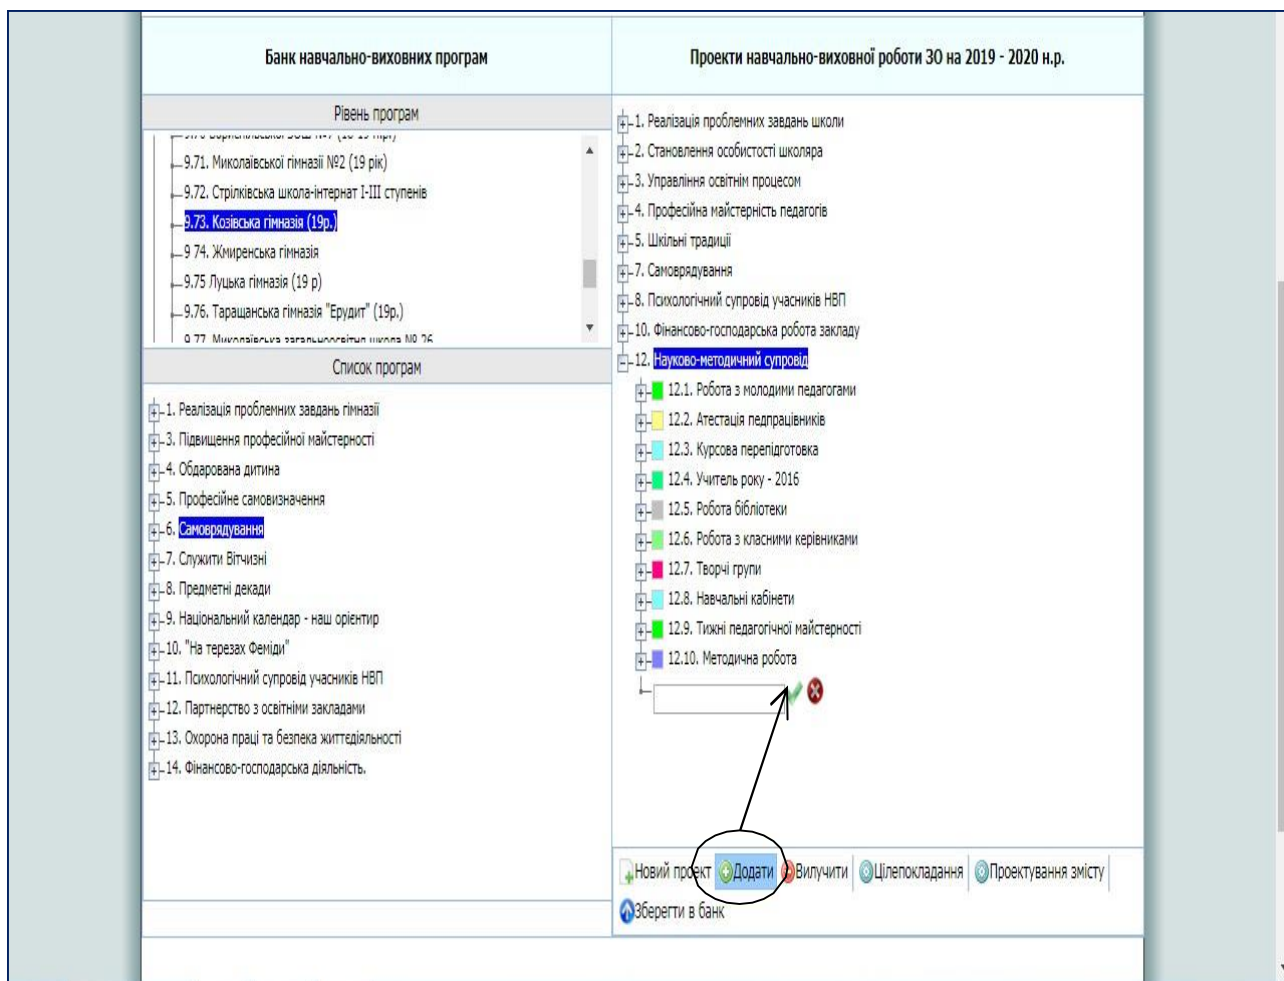 Банк навчально-виховних програм
Рівень програм
9.71. Миколаївської гімназії №2 (19 рік)
9.72. Стрілківська школа-інтернат І-ІІІ ступенів
9.73. Козівська гімназія (19р.)
9 74. Жмиренська гімназія
9.75 Луцька гімназія (19 р)
9.76. Таращанська гімназія "Ерудит" (19р.)
9.77. Миколаївська загальноосвітня школа № 26
Список програм
1. Реалізація проблемних завдань гімназії
3. Підвищення професійної майстерності
4. Обдарована дитина
5. Професійне самовизначення
6. Самоврядування
7. Служити Вітчизні
8. Предметні декади
9. Національний календар - наш орієнтир
10. "На терезах Феміди"
11. Психологічний супровід учасників НВП
12. Партнерство з освітніми закладами
13. Охорона праці та безпека життєдіяльності
14. Фінансово-господарська діяльність.
Проекти навчально-виховної роботи ЗО на 2019 - 2020 н.р.
1. Реалізація проблемних завдань школи
2. Становлення особистості школяра
3. Управління освітнім процесом
4. Професійна майстерність педагогів
5. Шкільні традиції
7. Самоврядування
8. Психологічний супровід учасників НВП
10. Фінансово-господарська робота закладу
12. Науково-методичний супровід
12.1. Робота з молодими педагогами
12.2. Атестація педпрацівників
12.3. Курсова перепідготовка
12.4. Учитель року - 2016
12.5. Робота бібліотеки
12.6. Робота з класними керівниками
12.7. Творчі групи
12.8. Навчальні кабінети
12.9. Тижні педагогічної майстерності
12.10. Методична робота
Новий проект Додати Вилучити Цілепокладання Проектування змісту
Зберегти в банк